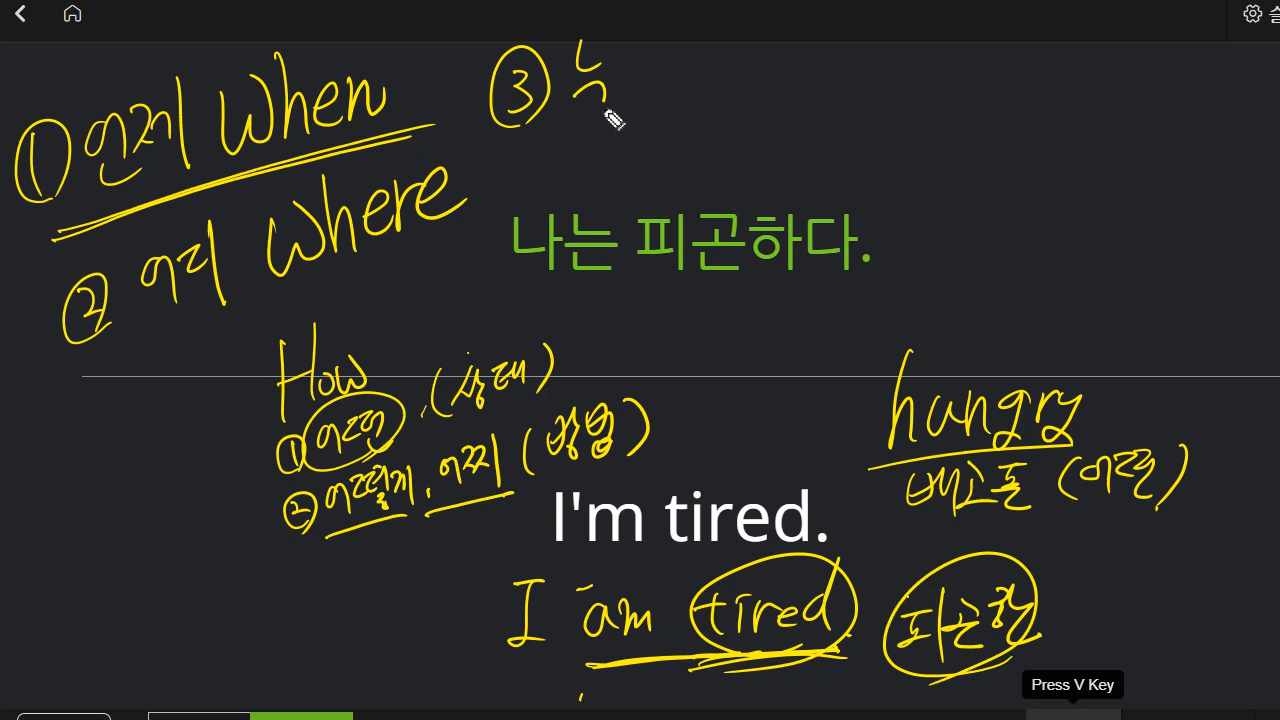 ① 언제 When
② 어디 where
③ 누
나는 피곤하다.
How
① 어떤, (상태)
② 어떻게, 어찌 (방법)
hungry
배고픈 (어떤)
I'm tired.
I am tired 피곤한
Press V Key